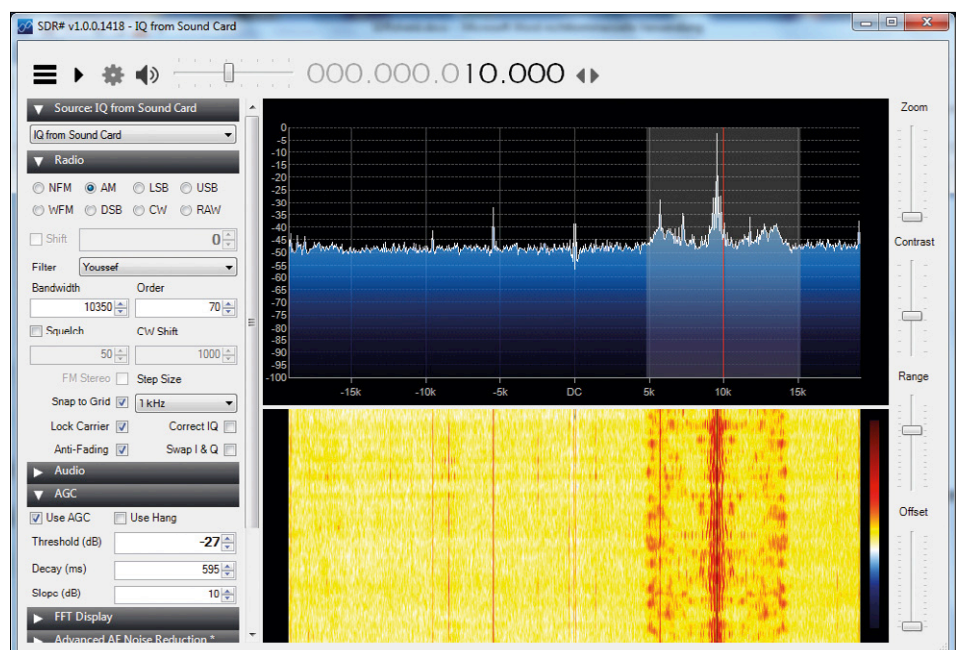 SDR# v1.0.0.1418 - IQ from Sound Card
000.000.010.000
Source: IQ from Sound Card
IQ from Sound Card
Radio
NFM AM LSB USB
WFM DSB CW RAW
Shift 0
Filter Youssef
Bandwidth Order
10350 70
Squelch CW Shift
50 1000
FM Stereo Step Size
Snap to Grid 1 kHz
Lock Carrier Correct IQ
Anti-Fading Swap I & Q
Audio
AGC
Use AGC Use Hang
Threshold (dB) -27
Decay (ms) 595
Slope (dB) 10
FFT Display
Advanced AF Noise Reduction *
0
-5
-10
-15
-20
-25
-30
-35
-40
-45
-50
-55
-60
-65
-70
-75
-80
-85
-90
-95
-100
-15k -10k -5k DC 5k 10k 15k
Zoom
Contrast
Range
Offset